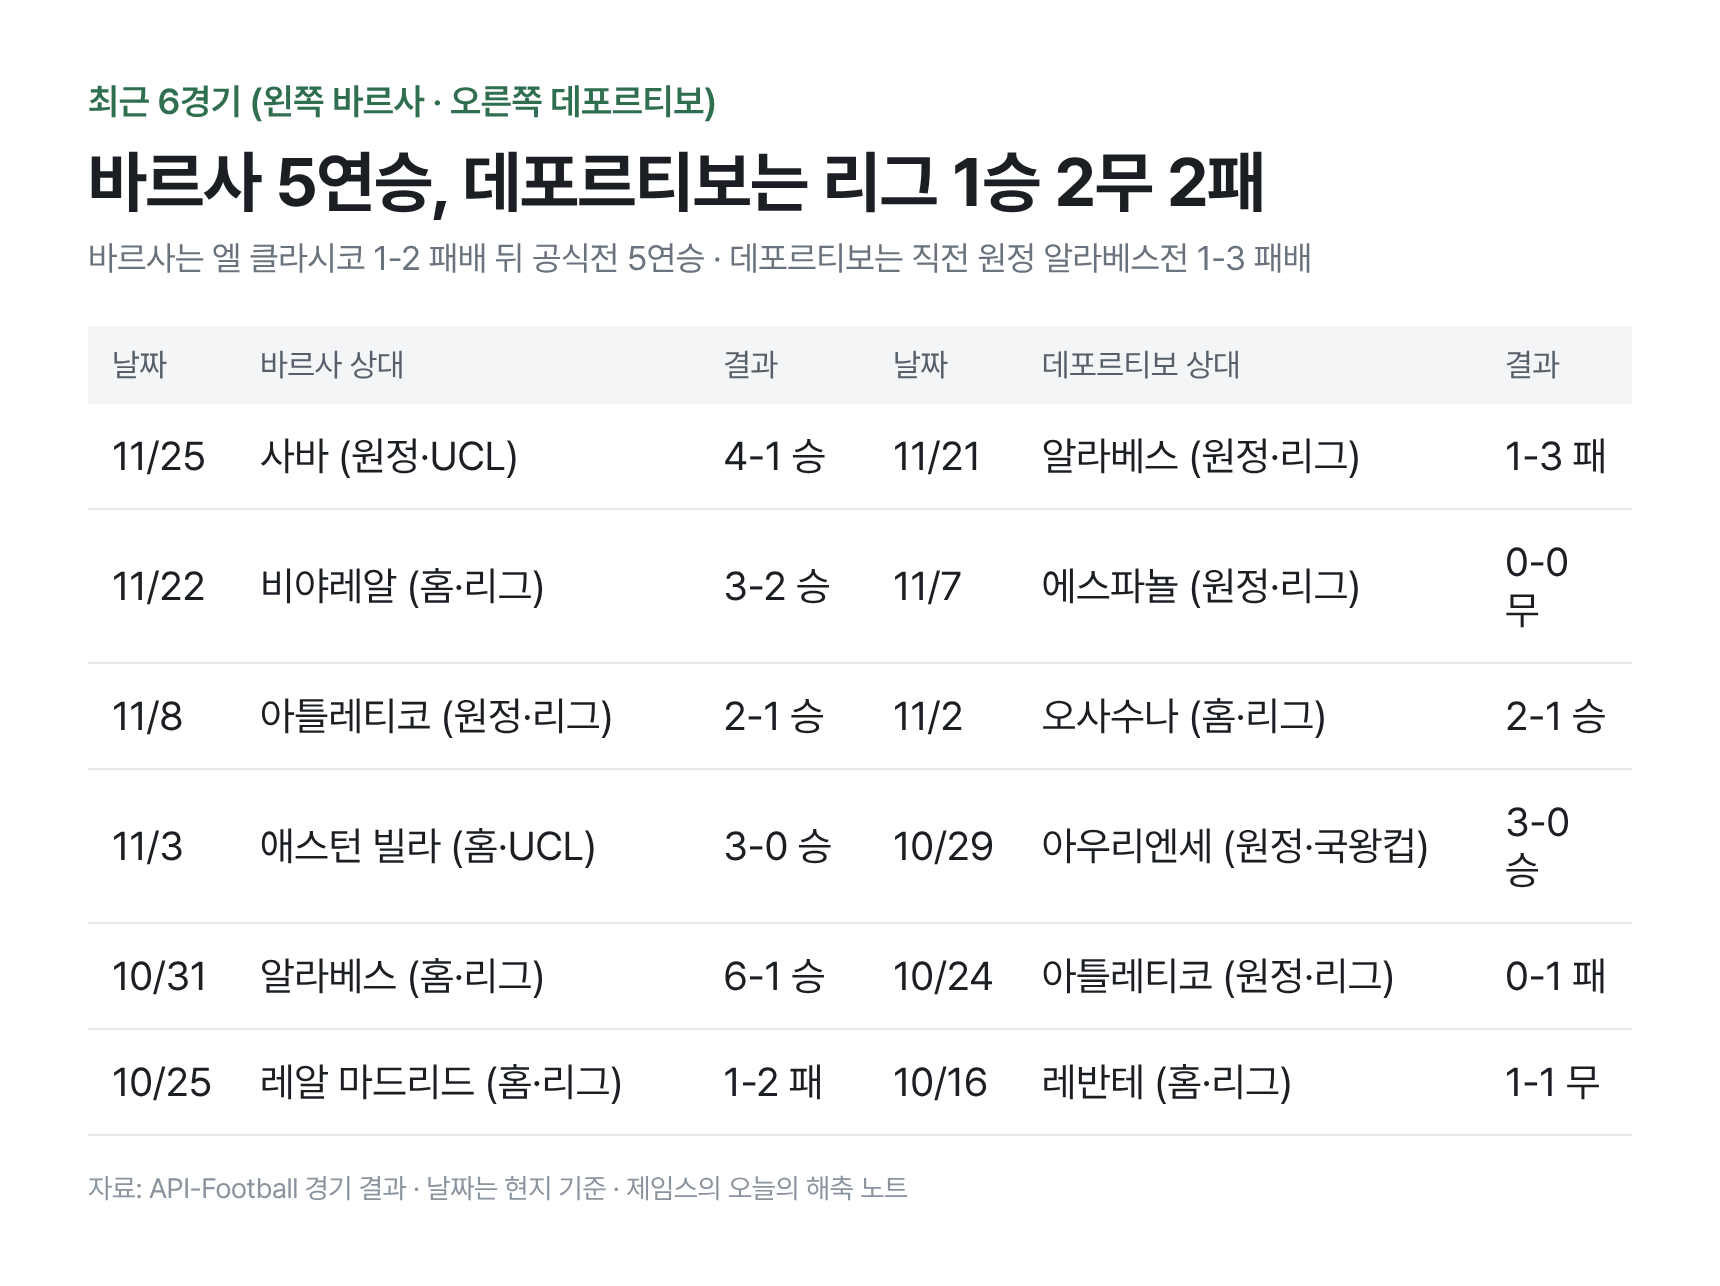 최근 6경기 (왼쪽 바르사 · 오른쪽 데포르티보)
바르사 5연승, 데포르티보는 리그 1승 2무 2패
바르사는 엘 클라시코 1-2 패배 뒤 공식전 5연승 · 데포르티보는 직전 원정 알라베스전 1-3 패배
날짜 바르사 상대 결과 날짜 데포르티보 상대 결과
11/25 사바 (원정·UCL) 4-1 승 11/21 알라베스 (원정·리그) 1-3 패
11/22 비야레알 (홈·리그) 3-2 승 11/7 에스파뇰 (원정·리그) 0-0
무
11/8 아틀레티코 (원정·리그) 2-1 승 11/2 오사수나 (홈·리그) 2-1 승
11/3 애스턴 빌라 (홈·UCL) 3-0 승 10/29 아우리엔세 (원정·국왕컵) 3-0
승
10/31 알라베스 (홈·리그) 6-1 승 10/24 아틀레티코 (원정·리그) 0-1 패
10/25 레알 마드리드 (홈·리그) 1-2 패 10/16 레반테 (홈·리그) 1-1 무
자료: API-Football 경기 결과 · 날짜는 현지 기준 · 제임스의 오늘의 해축 노트